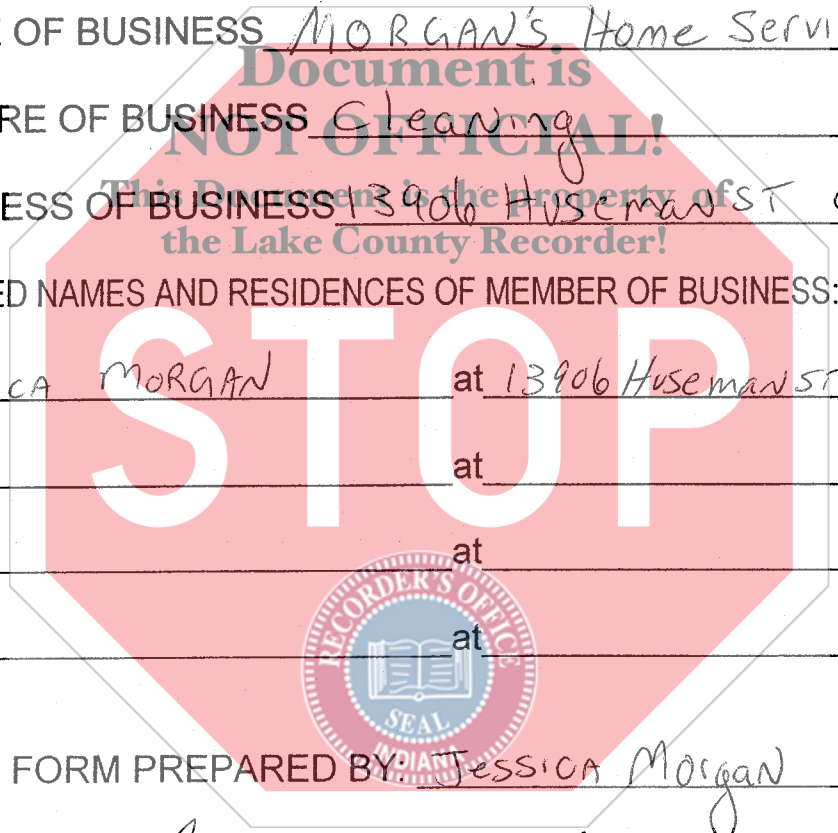 E OF BUSINESS MORGAN'S Home Servi
Document is
RE OF BUSINESS Cleaning
NOT OFFICIAL!
This Document is the property of
ESS OF BUSINESS 13906 Huseman ST
the Lake County Recorder!
ED NAMES AND RESIDENCES OF MEMBER OF BUSINESS:
STOP
CA MORGAN at 13906 Huseman ST
at
at
at
RECORDER'S OFFICE
SEAL
INDIANA
FORM PREPARED BY: Jessica Morgan